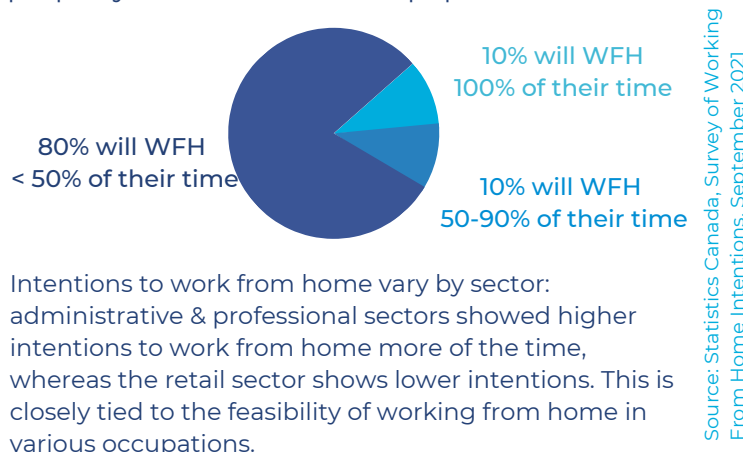 10% will WFH
100% of their time
80% will WFH
< 50% of their time
10% will WFH
50-90% of their time
Intentions to work from home vary by sector:
administrative & professional sectors showed higher
intentions to work from home more of the time,
whereas the retail sector shows lower intentions. This is
closely tied to the feasibility of working from home in
various occupations.
Source: Statistics Canada, Survey of Working
From Home Intentions, September 2021